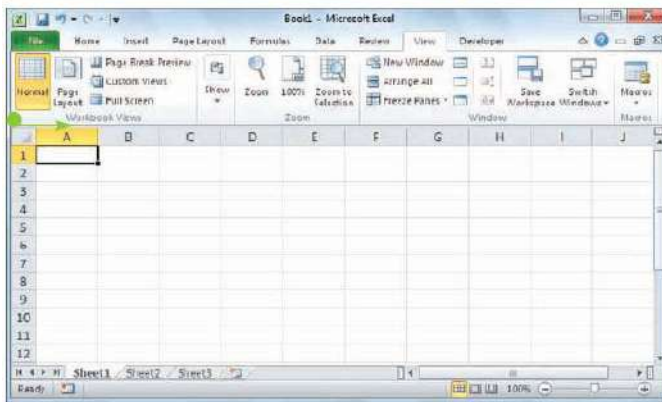 Book1 - Microsoft Excel
File Home Insert Page Layout Formulas Data Review View Developer
Normal Page Layout Page Break Preview Custom Views Full Screen Show Zoom 100% Zoom to Selection New Window Arrange All Freeze Panes Save Workspace Switch Windows Macros
Workbook Views Zoom Window Macros
A B C D E F G H I J
1
2
3
4
5
6
7
8
9
10
11
12
Sheet1 Sheet2 Sheet3
Ready 100%